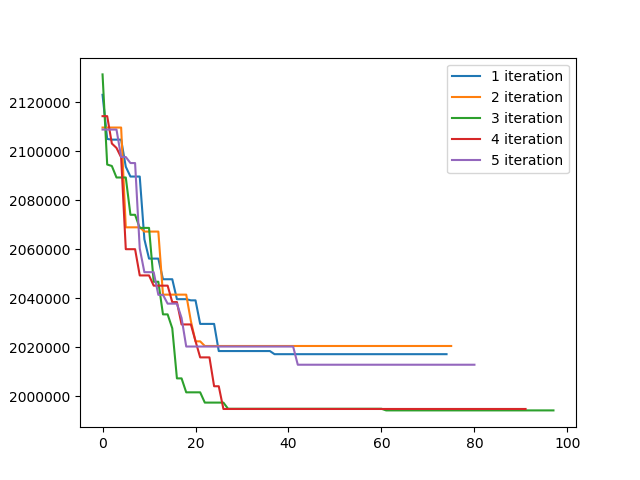 2120000
2100000
2080000
2060000
2040000
2020000
2000000
0
20
40
60
80
100
1 iteration
2 iteration
3 iteration
4 iteration
5 iteration